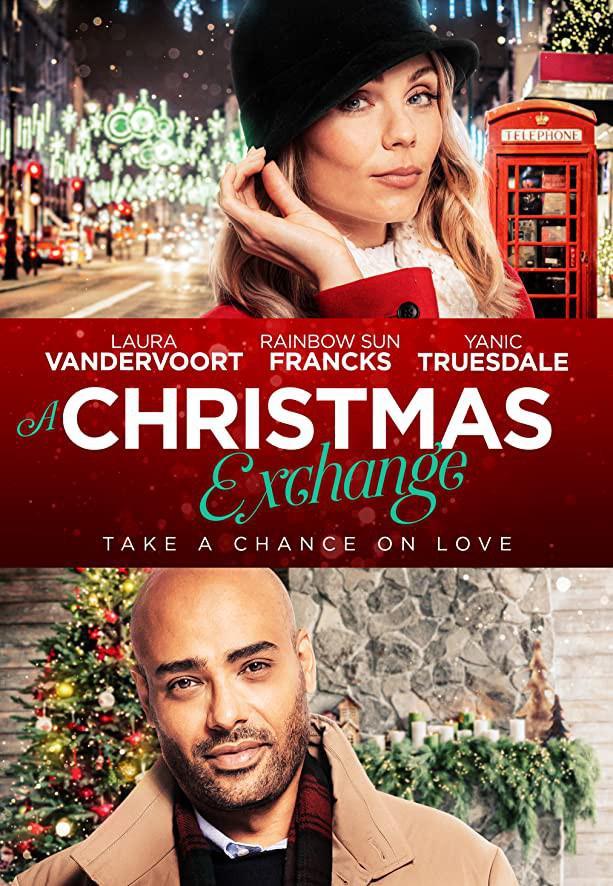 TELEPHONE
LAURA VANDERVOORT
RAINBOW SUN FRANCKS
YANIC TRUESDALE
A CHRISTMAS
Exchange
TAKE A CHANCE ON LOVE